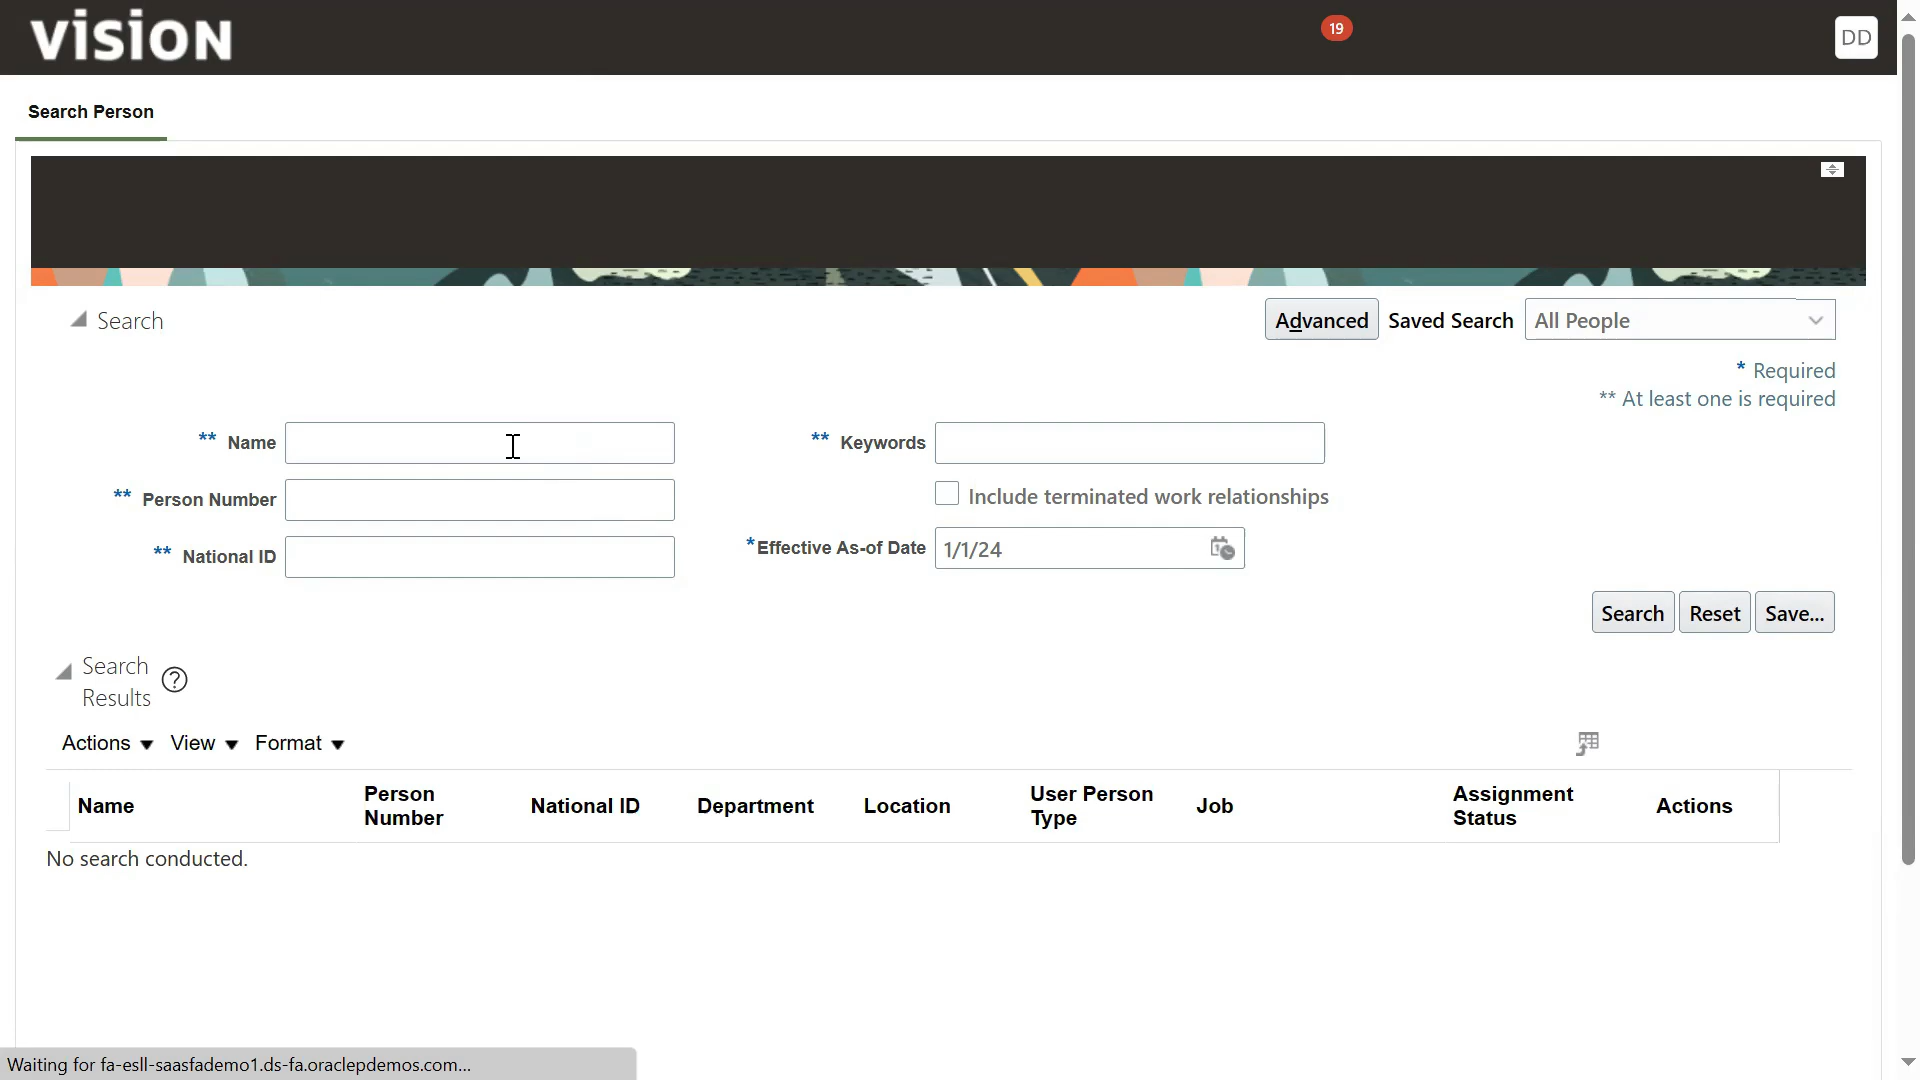 vision
19
DD
Search Person
Search
Advanced Saved Search All People
* Required
** At least one is required
** Name
** Keywords
** Person Number
Include terminated work relationships
** National ID
*Effective As-of Date 1/1/24
Search Reset Save...
Search
Results
?
Actions View Format
Name Person Number National ID Department Location User Person Type Job Assignment Status Actions
No search conducted.
Waiting for fa-esll-saasfademo1.ds-fa.oraclepdemos.com...